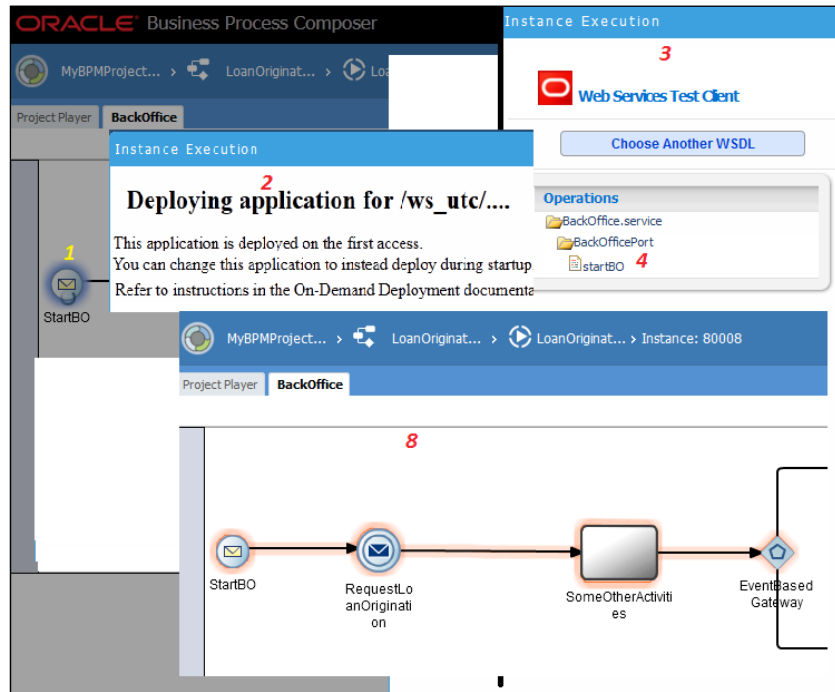 ORACLE Business Process Composer
MyBPMProject... > LoanOriginat... > Loa
Project Player BackOffice
1
StartBO
Instance Execution
2
Deploying application for /ws_utc/....
This application is deployed on the first access.
You can change this application to instead deploy during startup
Refer to instructions in the On-Demand Deployment documenta
Instance Execution
3
Web Services Test Client
Choose Another WSDL
Operations
BackOffice.service
BackOfficePort
startBO 4
MyBPMProject... > LoanOriginat... > LoanOriginat... > Instance: 80008
Project Player BackOffice
8
StartBO
RequestLo
anOriginati
on
SomeOtherActiviti
es
EventBased
Gateway